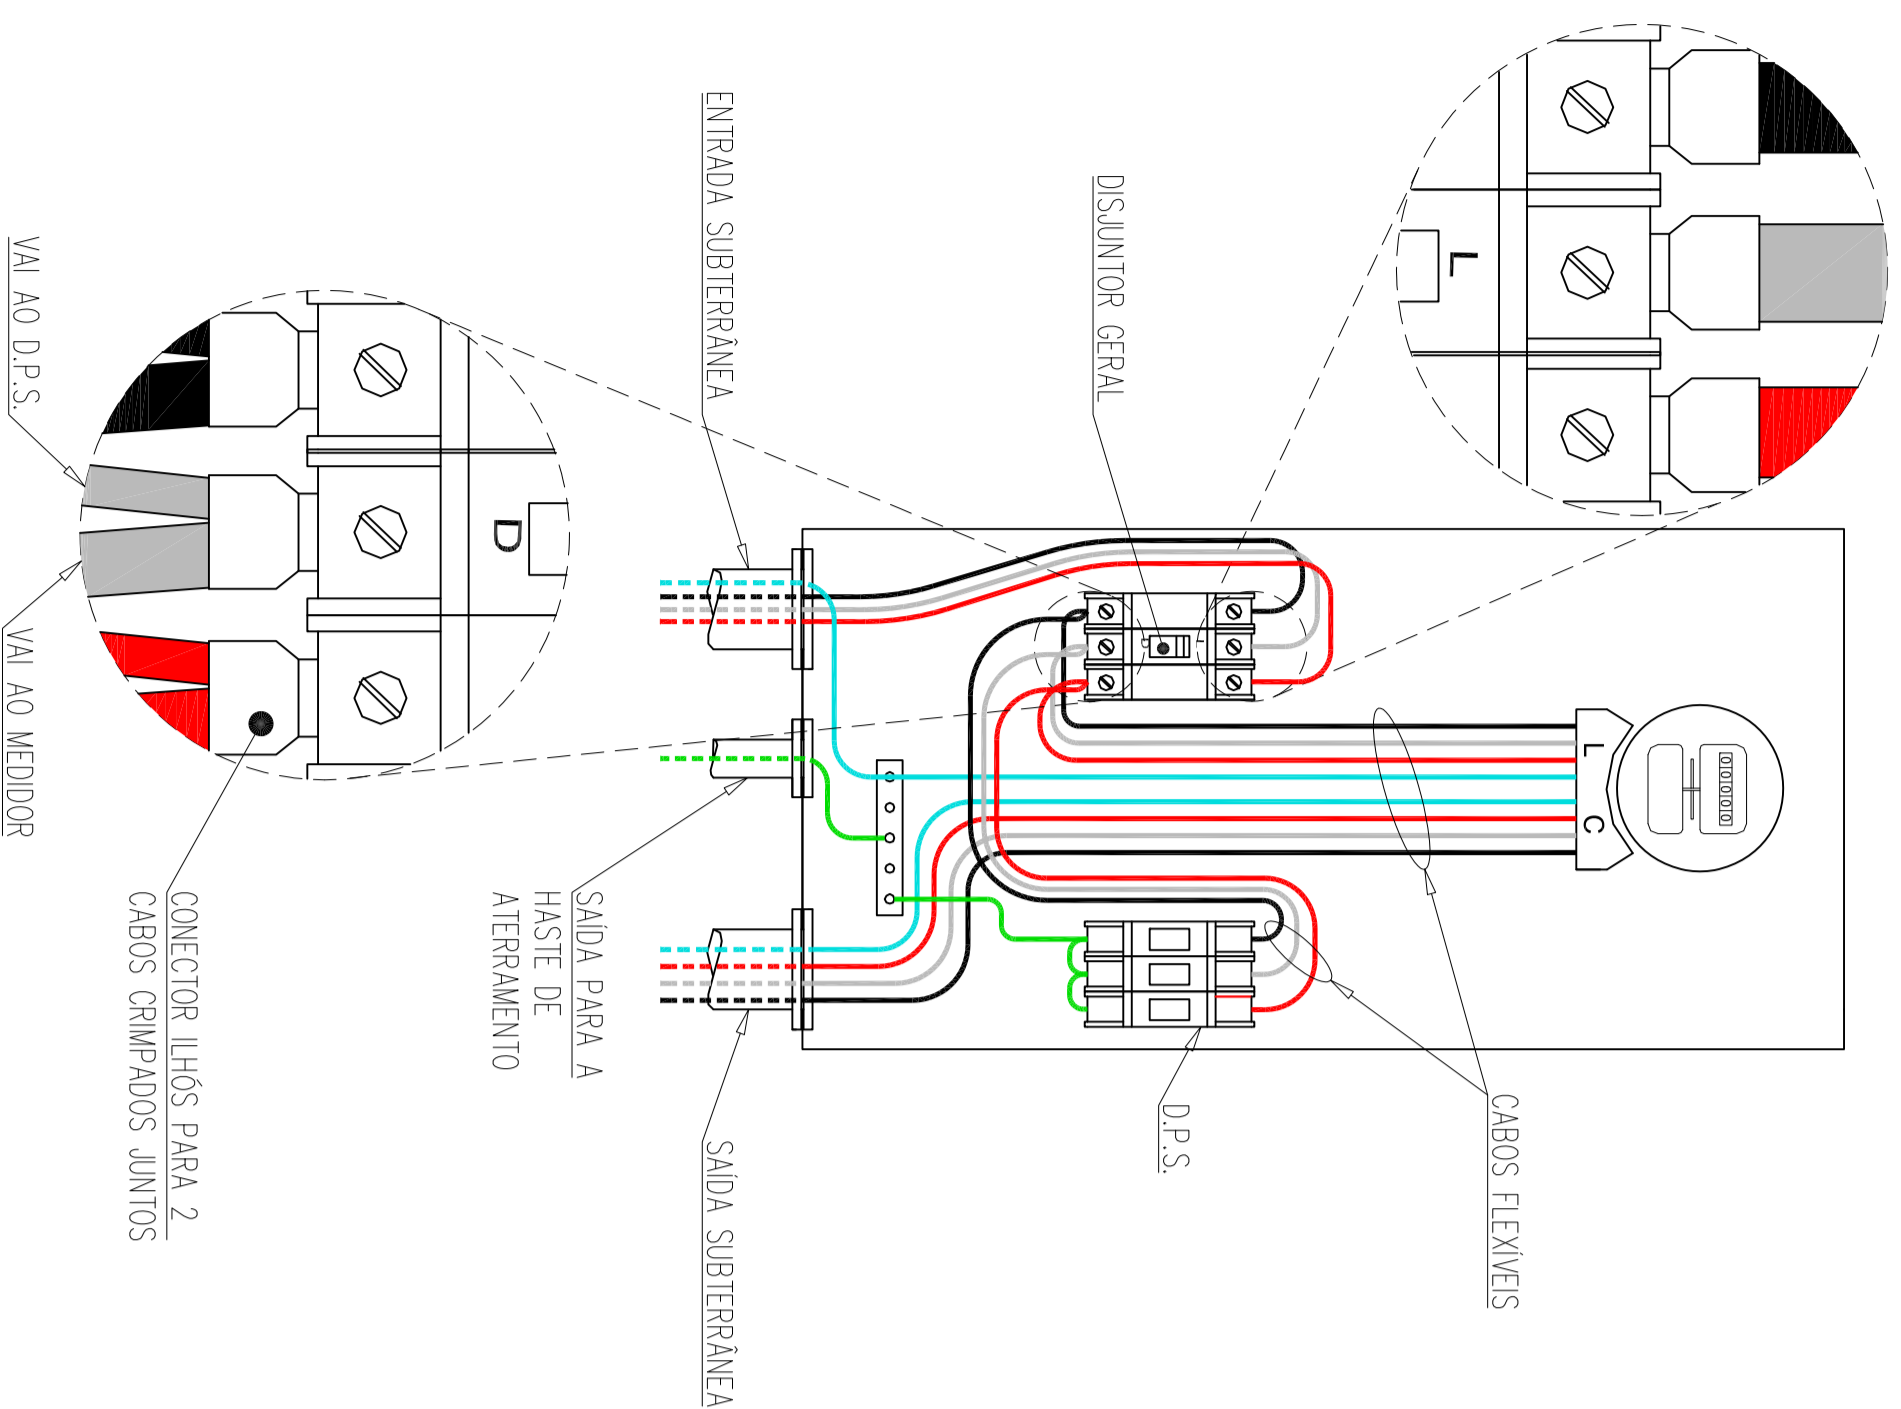 L
DISJUNTOR GERAL
ENTRADA SUBTERRÂNEA
VAI AO D.P.S.
VAI AO MEDIDOR
D
L
D
L
C
00000
CABOS FLEXÍVEIS
D.P.S.
SAÍDA SUBTERRÂNEA
SAÍDA PARA A
HASTE DE
ATERRAMENTO
CONECTOR ILHÓS PARA 2
CABOS CRIMPADOS JUNTOS